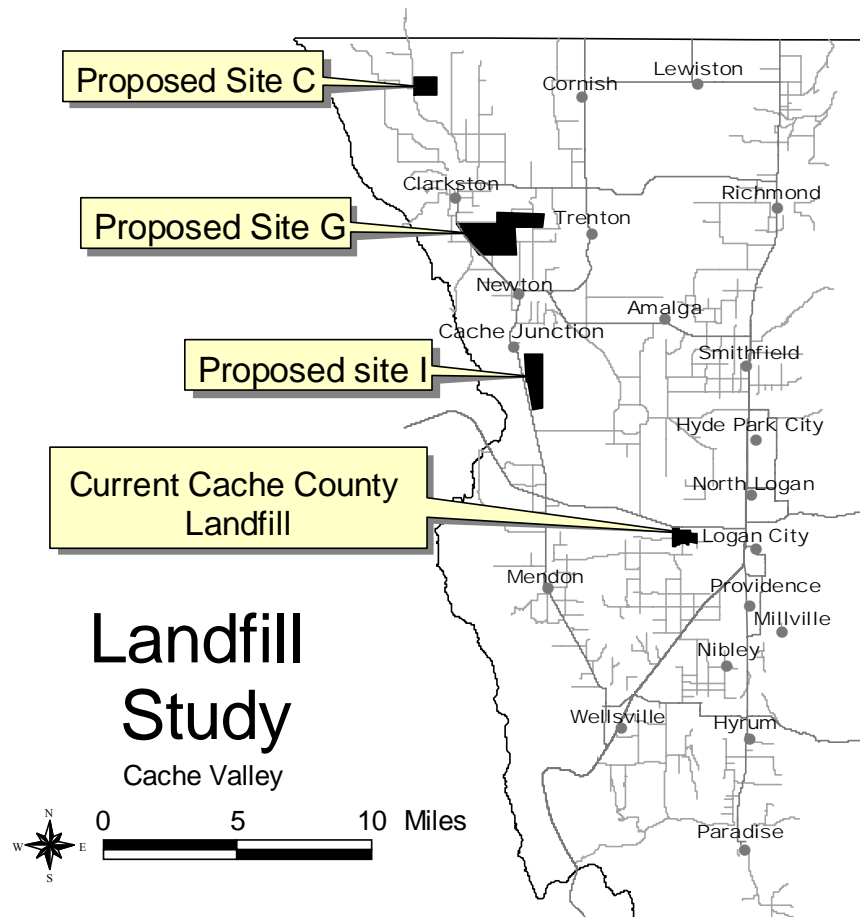 Proposed Site C
Lewiston
Cornish
Clarkston
Richmond
Proposed Site G
Trenton
Newton
Amalga
Cache Junction
Smithfield
Proposed site I
Hyde Park City
Current Cache County
Landfill
North Logan
Logan City
Mendon
Providence
Millville
Nibley
Wellsville
Hyrum
Paradise
Landfill
Study
Cache Valley
0 5 10 Miles
N
W E
S